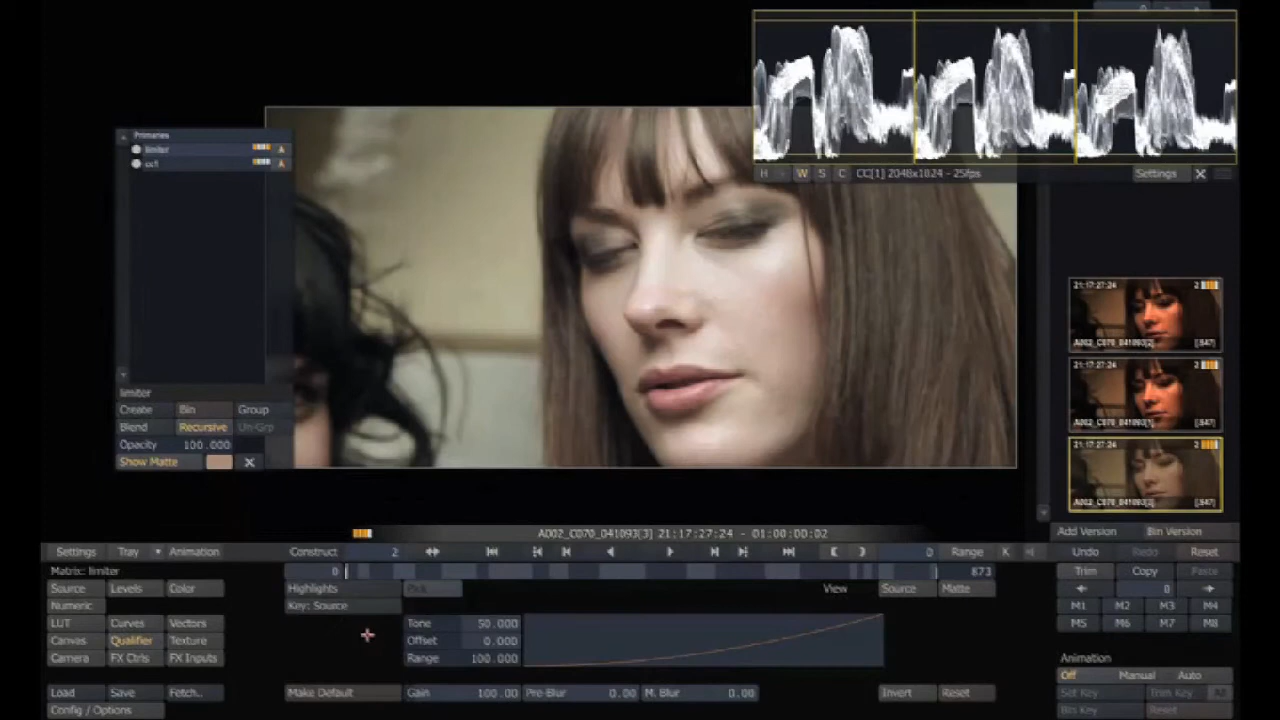 Primaries
limiter
cc1
H W S C CC[1] 2048x1024 - 25fps Settings X
21:17:27:24 2
A002_C070_041093[2] [.547]
21:17:27:24 2
A002_C070_041093[1] [.547]
21:17:27:24 2
A002_C070_041093[3] [.547]
limiter
Create Bin Group
Blend Recursive Un-Grp
Opacity 100.000
Show Matte X
A002_C070_041093[3] 21:17:27:24 - 01:00:00:02
Add Version Bin Version
Settings Tray Animation Construct 2 0 Range K
Undo Redo Reset
Matrix: limiter 0 873
Trim Copy Paste
Source Levels Color Highlights Pick View Source Matte
0
Numeric Key: Source
M1 M2 M3 M4
LUT Curves Vectors Tone 50.000
M5 M6 M7 M8
Canvas Qualifier Texture Offset 0.000
Camera FX Ctrls FX Inputs Range 100.000
Animation
Off Manual Auto
Load Save Fetch... Make Default Gain 100.00 Pre-Blur 0.00 M. Blur 0.00 Invert Reset
Set Key Trim Key All
Config / Options
Bin Key Reset